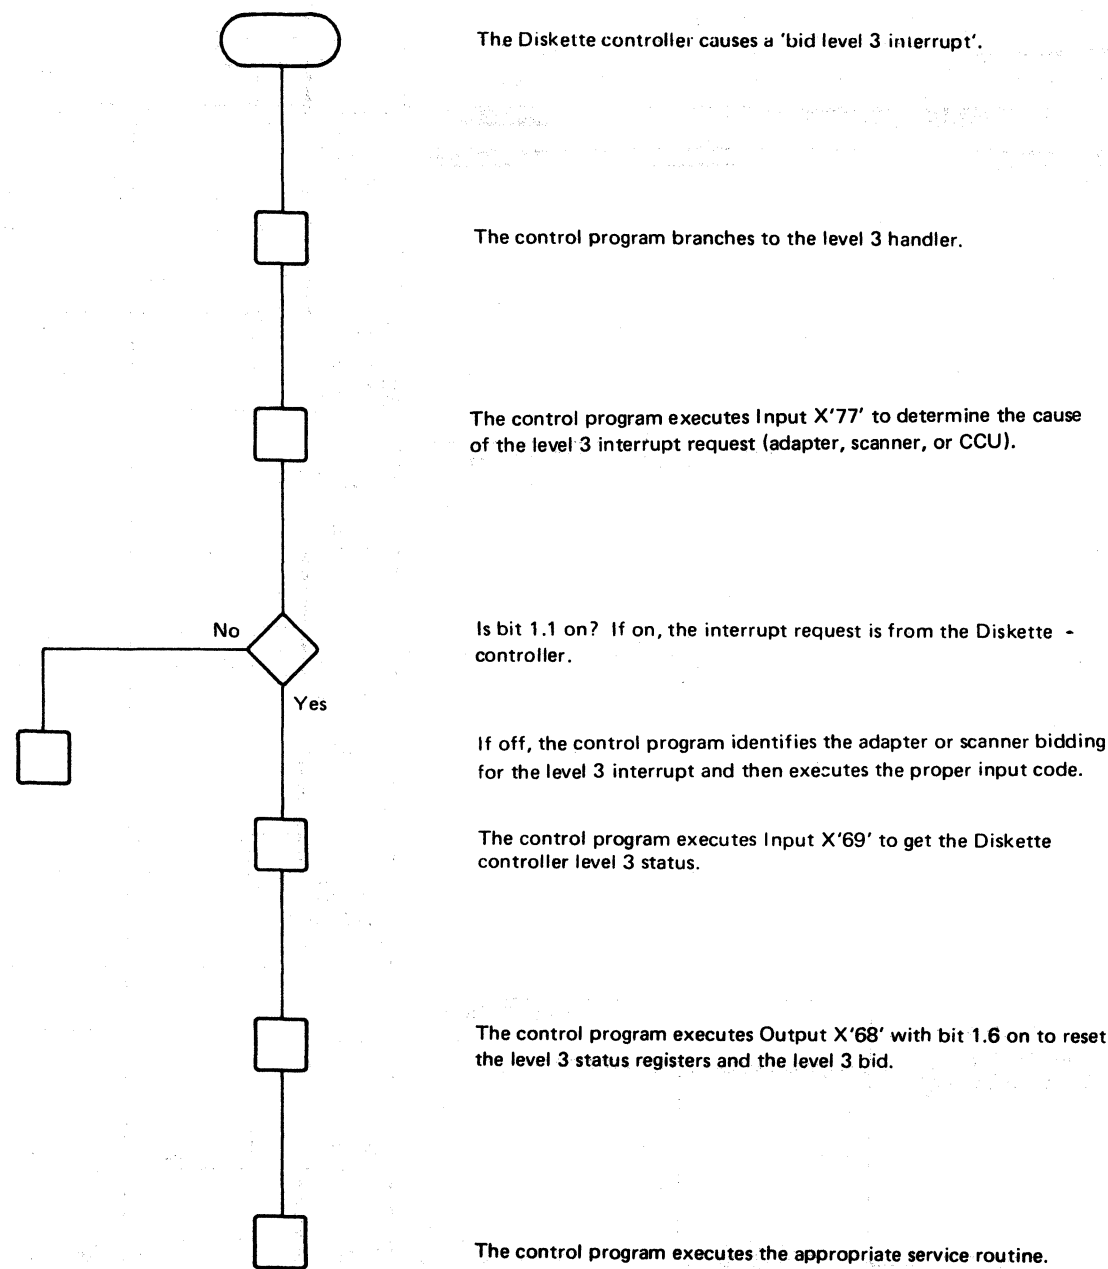 The Diskette controller causes a 'bid level 3 interrupt'.
The control program branches to the level 3 handler.
The control program executes Input X'77' to determine the cause
of the level 3 interrupt request (adapter, scanner, or CCU).
No
Is bit 1.1 on? If on, the interrupt request is from the Diskette -
controller.
Yes
If off, the control program identifies the adapter or scanner bidding
for the level 3 interrupt and then executes the proper input code.
The control program executes Input X'69' to get the Diskette
controller level 3 status.
The control program executes Output X'68' with bit 1.6 on to reset
the level 3 status registers and the level 3 bid.
The control program executes the appropriate service routine.